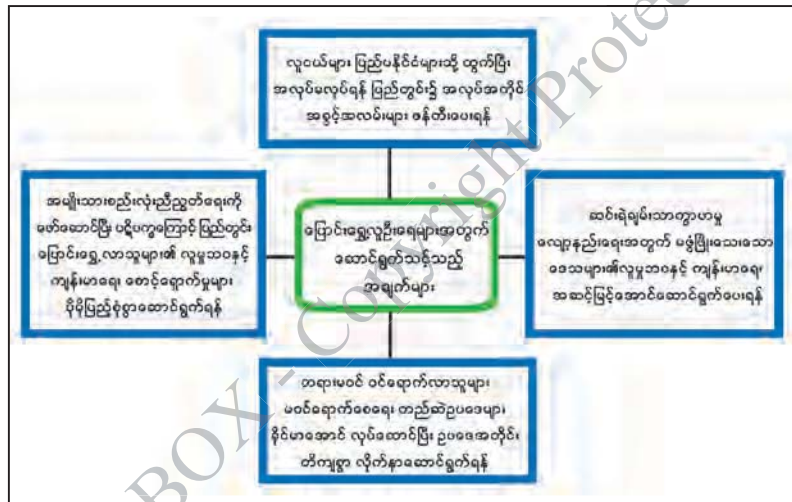 လူငယ်များ ပြည်ပနိုင်ငံများသို့ ထွက်ပြီး
အလုပ်မလုပ်ရန် ပြည်တွင်း၌ အလုပ်အကိုင်
အခွင့်အလမ်းများ ဖန်တီးပေးရန်
အမျိုးသားစည်းလုံးညီညွတ်ရေးကို
ဖော်ဆောင်ပြီး ပဋိပက္ခကြောင့် ပြည်တွင်း
ပြောင်းရွှေ့လာသူများ၏ လူမှုဘဝနှင့်
ကျန်းမာရေး စောင့်ရှောက်မှုများ
ပိုမိုပြည့်စုံစွာဆောင်ရွက်ရန်
ပြောင်းရွှေ့လူဦးရေများအတွက်
ဆောင်ရွက်သင့်သည့်
အချက်များ
ဆင်းရဲချမ်းသာကွာဟမှု
လျော့နည်းရေးအတွက် မဖွံ့ဖြိုးသေးသော
ဒေသများ၏လူမှုဘဝနှင့် ကျန်းမာရေး
အဆင့်မြင့်အောင်ဆောင်ရွက်ပေးရန်
တရားမဝင် ဝင်ရောက်လာသူများ
မဝင်ရောက်စေရေး တည်ဆဲဥပဒေများ
ခိုင်မာအောင် လုပ်ဆောင်ပြီး ဥပဒေအတိုင်း
တိကျစွာ လိုက်နာဆောင်ရွက်ရန်
BOX - Copyright Protec